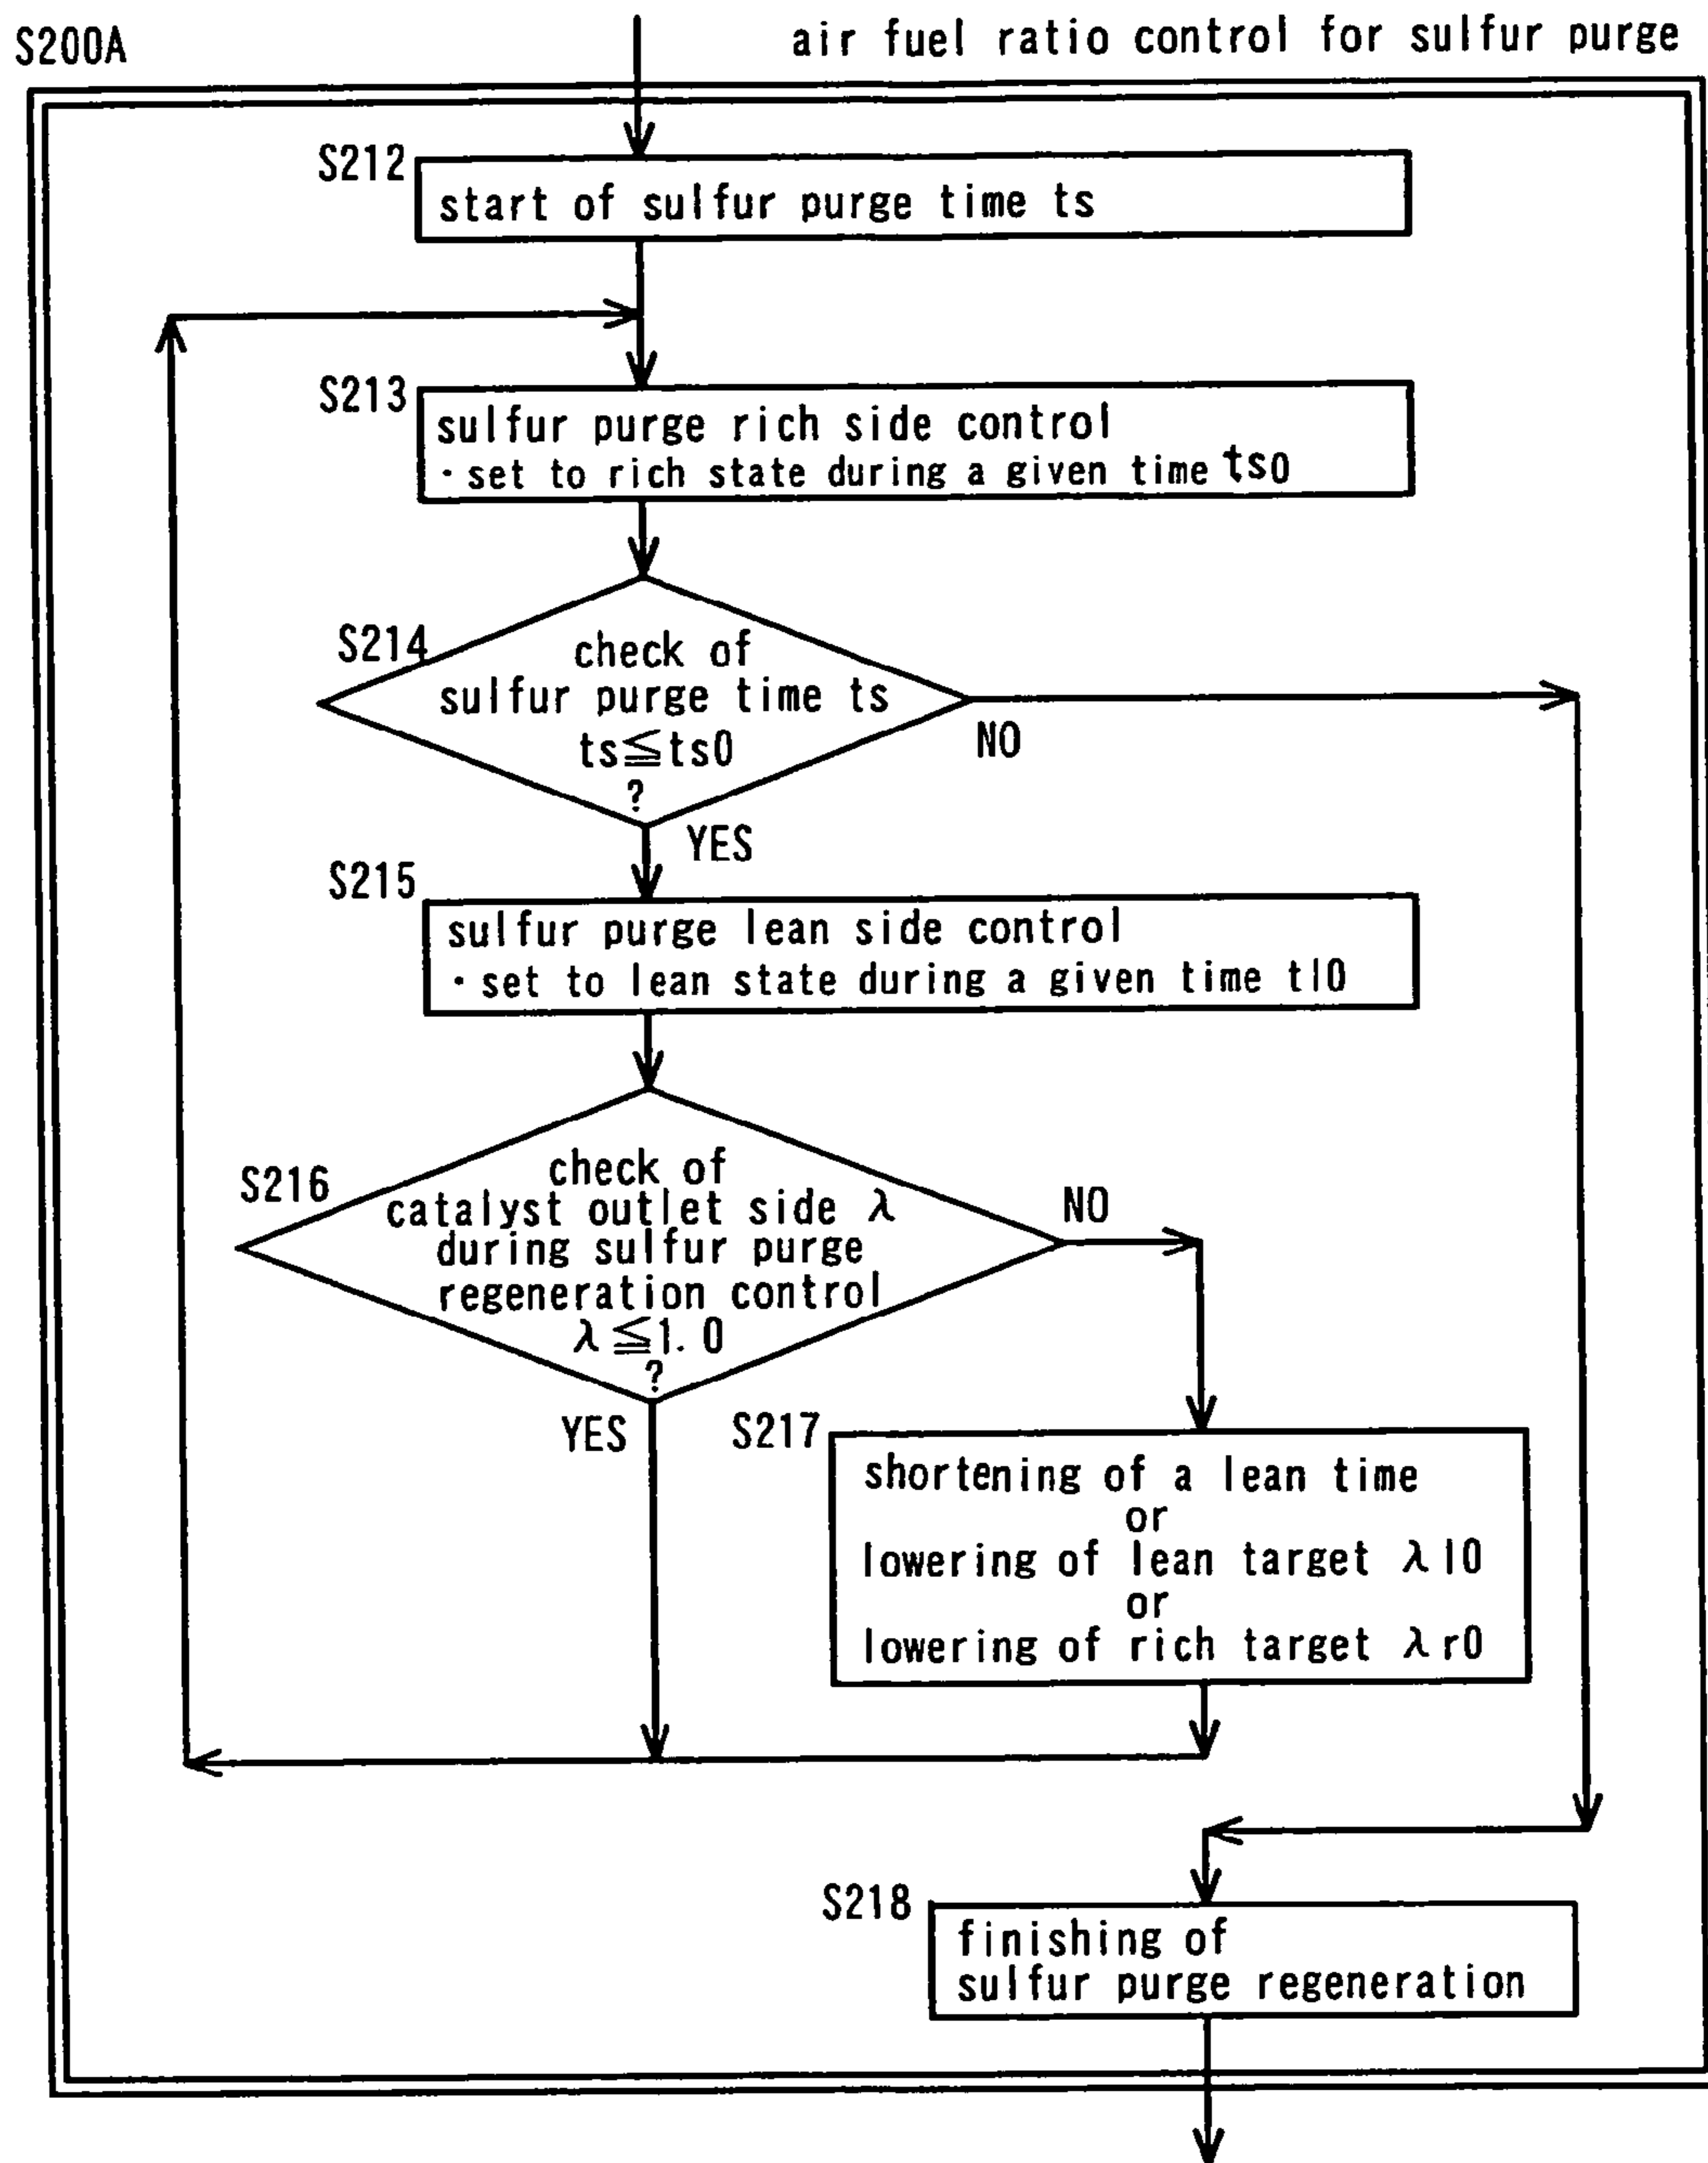 S200A
air fuel ratio control for sulfur purge
S212
start of sulfur purge time ts
S213
sulfur purge rich side control
・set to rich state during a given time ts0
S214
check of
sulfur purge time ts
ts≦ts0
?
NO
YES
S215
sulfur purge lean side control
・set to lean state during a given time tl0
S216
check of
catalyst outlet side λ
during sulfur purge
regeneration control
λ≦1.0
?
NO
YES
S217
shortening of a lean time
or
lowering of lean target λl0
or
lowering of rich target λr0
S218
finishing of
sulfur purge regeneration